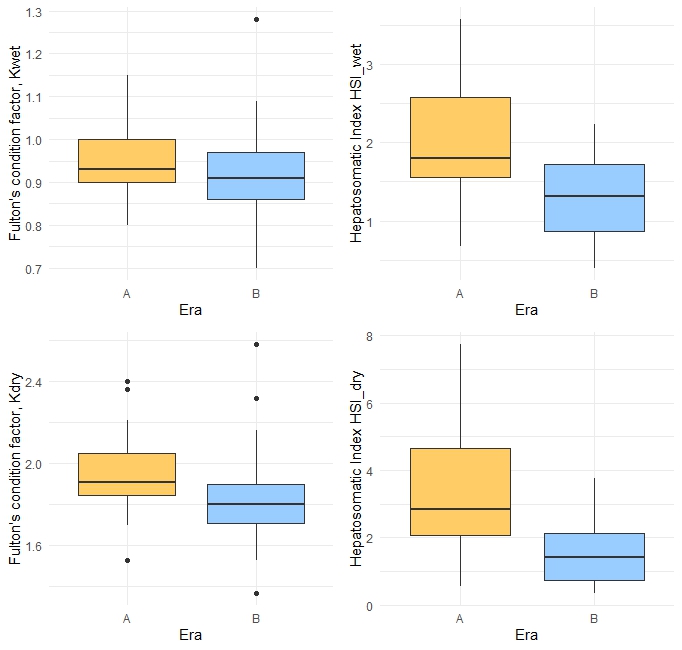 Fulton's condition factor, Kwet
1.3
1.2
1.1
1.0
0.9
0.8
0.7
A
B
Era
Hepatosomatic Index HSI_wet
3
2
1
A
B
Era
Fulton's condition factor, Kdry
2.4
2.0
1.6
A
B
Era
Hepatosomatic Index HSI_dry
8
6
4
2
0
A
B
Era